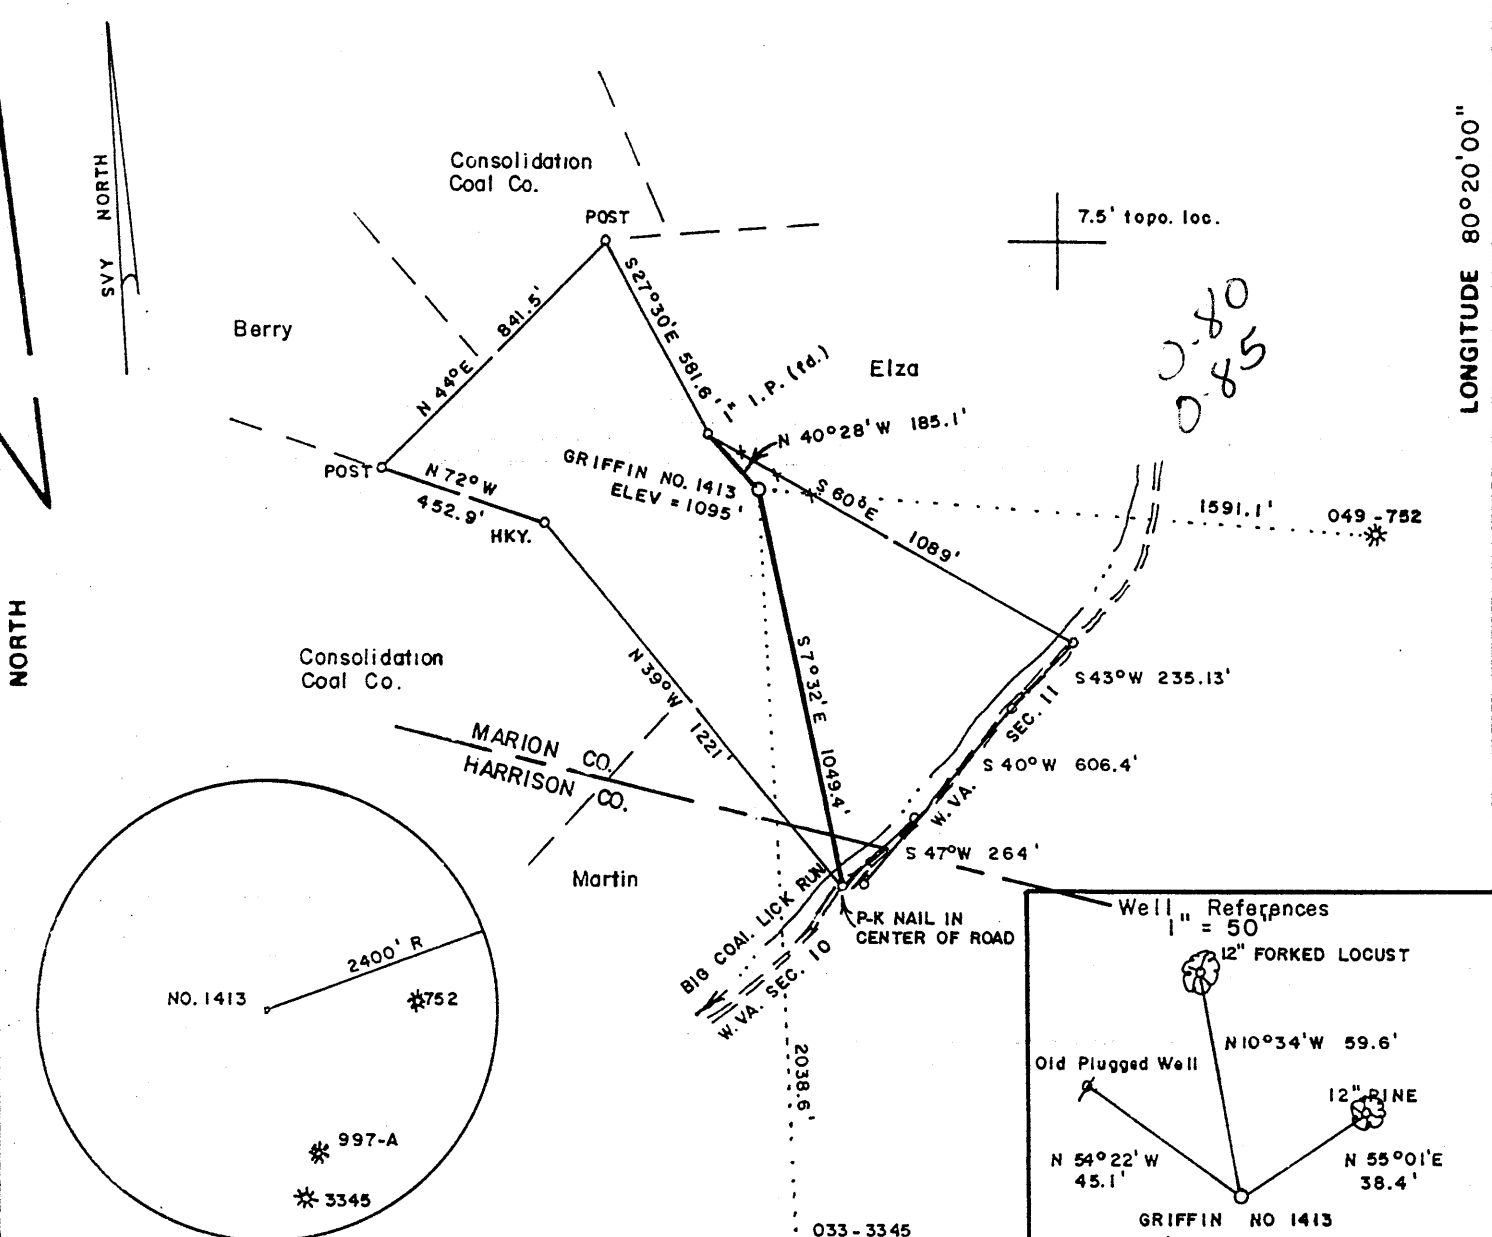 SVY NORTH
NORTH
LONGITUDE 80°20'00"
Consolidation
Coal Co.
POST
7.5' topo. loc.
Berry
N 44°E 841.5'
S 27°30'E 581.6'
I.P. (fd.)
Elza
0.80
0.85
N 40°28'W 185.1'
POST
N 72°W
452.9'
HKY.
GRIFFIN NO. 1413
ELEV = 1095'
S 60°E 1089'
1591.1'
049-752
Consolidation
Coal Co.
N 39°W 1221'
S 7°32'E 1049.4'
S 43°W 235.13'
SEC. 11
W. VA.
S 40°W 606.4'
MARION CO.
HARRISON CO.
S 47°W 264'
Martin
BIG COAL LICK RUN
P-K NAIL IN
CENTER OF ROAD
W. VA. SEC. 10
2038.6'
033-3345
2400' R
NO. 1413
752
997-A
3345
Well References
1" = 50'
12" FORKED LOCUST
N 10°34'W 59.6'
Old Plugged Well
12" PINE
N 54°22'W
45.1'
N 55°01'E
38.4'
GRIFFIN NO 1413